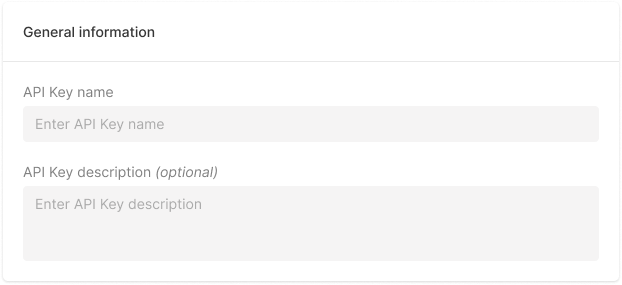 General information
API Key name
Enter API Key name
API Key description (optional)
Enter API Key description